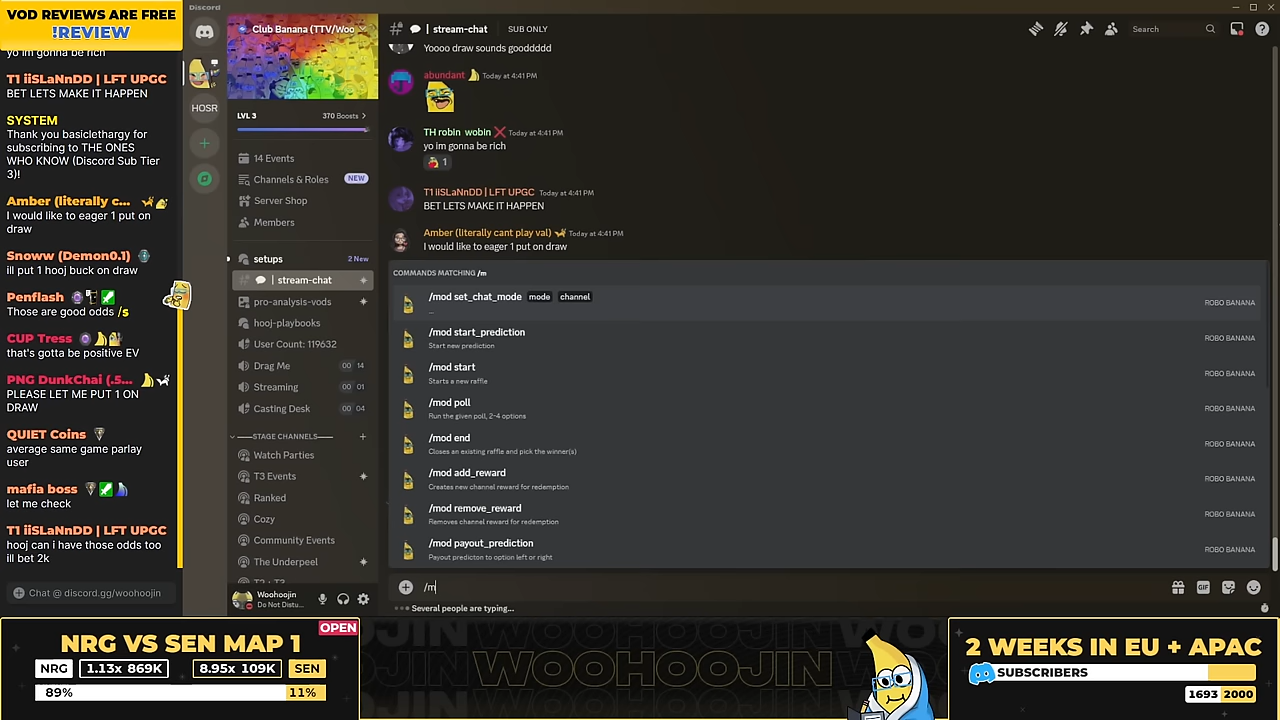 VOD REVIEWS ARE FREE
!REVIEW
yo im gonna be rich
T1 iiSLaNnDD | LFT UPGC
BET LETS MAKE IT HAPPEN
SYSTEM
Thank you basiclethargy for
subscribing to THE ONES
WHO KNOW (Discord Sub Tier
3)!
Amber (literally c...
I would like to eager 1 put on
draw
Snoww (Demon0.1)
ill put 1 hooj buck on draw
Penflash
Those are good odds /s
CUP Tress
that's gotta be positive EV
PNG DunkChai (.5...
PLEASE LET ME PUT 1 ON
DRAW
QUIET Coins
average same game parlay
user
mafia boss
let me check
T1 iiSLaNnDD | LFT UPGC
hooj can i have those odds too
ill bet 2k
Chat @ discord.gg/woohoojin
Discord
HOSR
Club Banana (TTV/Woo
LVL 3
370 Boosts
14 Events
Channels & Roles
NEW
Server Shop
Members
setups
2 New
| stream-chat
pro-analysis-vods
hooj-playbooks
User Count: 119632
Drag Me
00 14
Streaming
00 01
Casting Desk
00 04
—STAGE CHANNELS——
Watch Parties
T3 Events
Ranked
Cozy
Community Events
The Underpeel
T2 + T3
Woohoojin
Do Not Distu...
| stream-chat
SUB ONLY
Search
Yoooo draw sounds gooddddd
abundant Today at 4:41 PM
TH robin wobin Today at 4:41 PM
yo im gonna be rich
1
T1 iiSLaNnDD | LFT UPGC Today at 4:41 PM
BET LETS MAKE IT HAPPEN
Amber (literally cant play val) Today at 4:41 PM
I would like to eager 1 put on draw
COMMANDS MATCHING /m
/mod set_chat_mode mode channel
...
ROBO BANANA
/mod start_prediction
Start new prediction
ROBO BANANA
/mod start
Starts a new raffle
ROBO BANANA
/mod poll
Run the given poll, 2-4 options
ROBO BANANA
/mod end
Closes an existing raffle and pick the winner(s)
ROBO BANANA
/mod add_reward
Creates new channel reward for redemption
ROBO BANANA
/mod remove_reward
Removes channel reward for redemption
ROBO BANANA
/mod payout_prediction
Payout predicton to option left or right
ROBO BANANA
/m
GIF
Several people are typing...
NRG VS SEN MAP 1
OPEN
NRG
1.13x 869K
8.95x 109K
SEN
89%
11%
WOOHOOJIN
2 WEEKS IN EU + APAC
SUBSCRIBERS
1693 2000